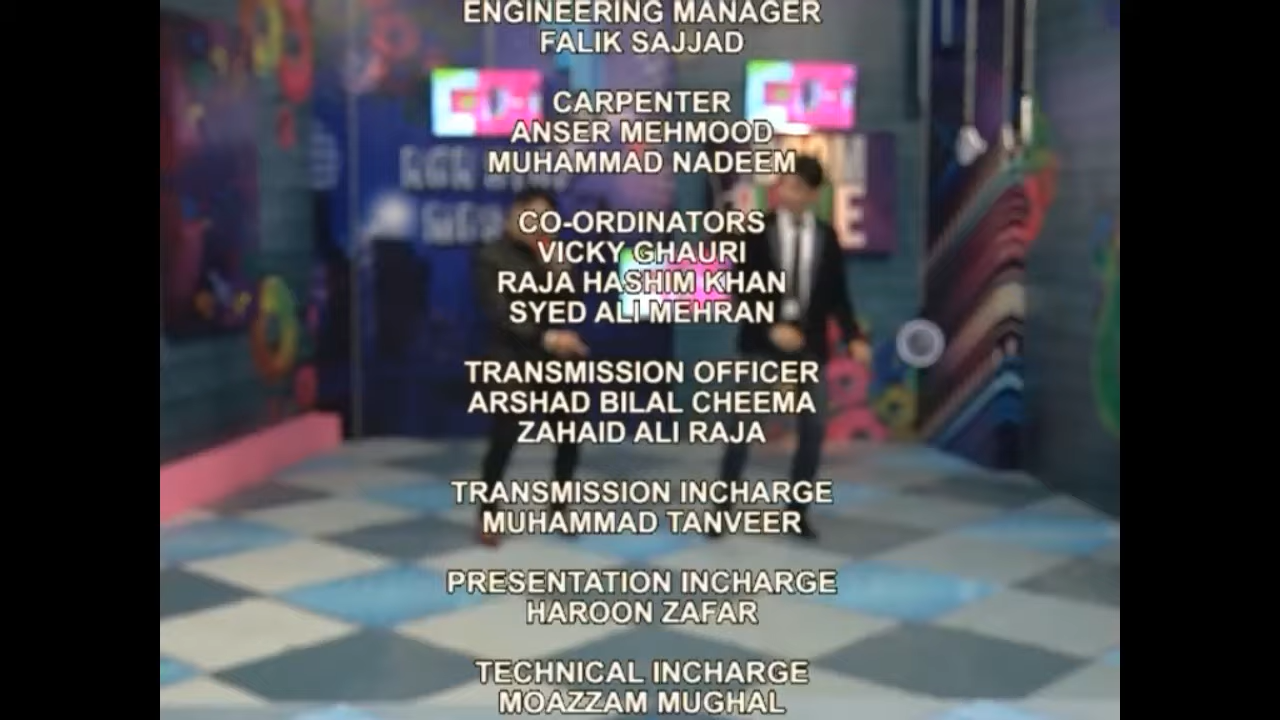 ENGINEERING MANAGER
FALIK SAJJAD
CARPENTER
ANSER MEHMOOD
MUHAMMAD NADEEM
CO-ORDINATORS
VICKY GHAURI
RAJA HASHIM KHAN
SYED ALI MEHRAN
TRANSMISSION OFFICER
ARSHAD BILAL CHEEMA
ZAHAID ALI RAJA
TRANSMISSION INCHARGE
MUHAMMAD TANVEER
PRESENTATION INCHARGE
HAROON ZAFAR
TECHNICAL INCHARGE
MOAZZAM MUGHAL